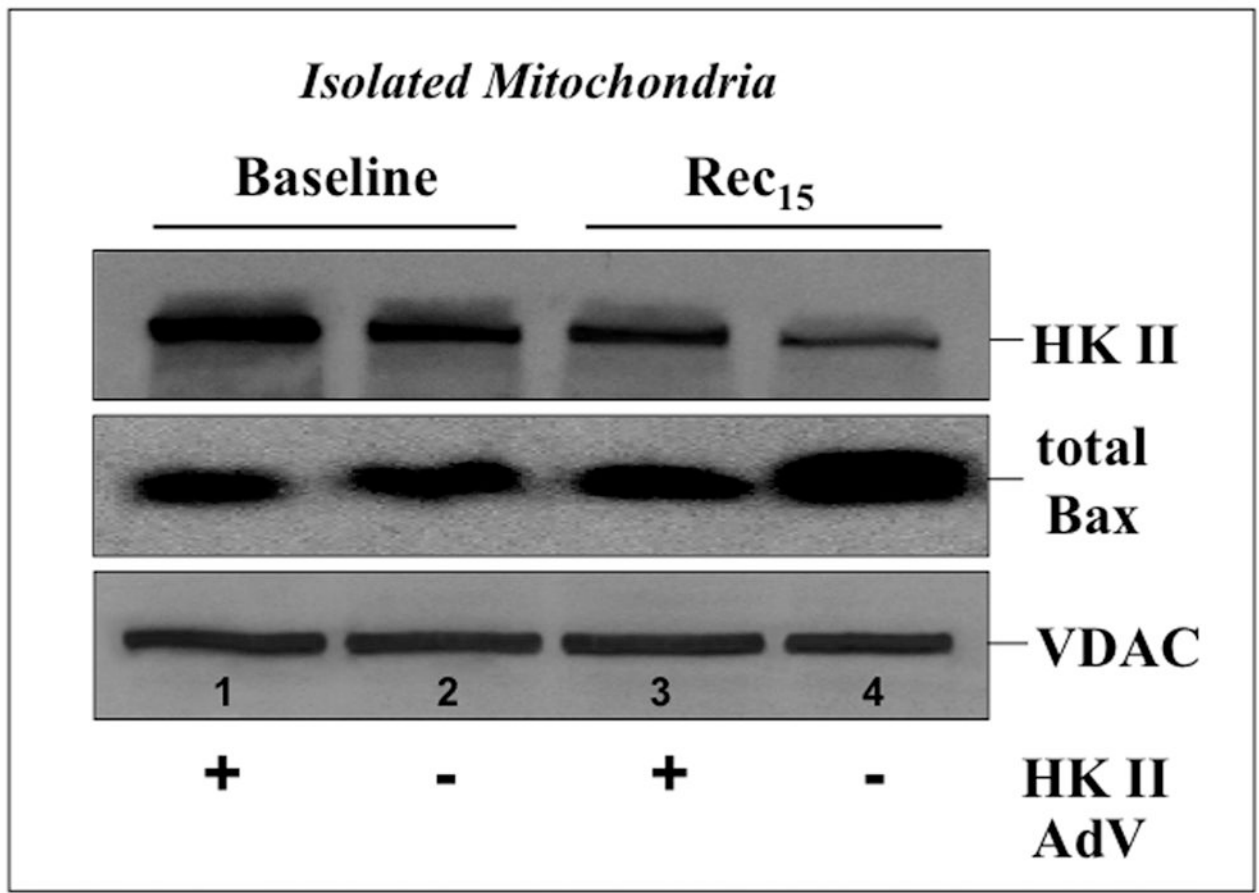 Isolated Mitochondria
Baseline Rec15
HK II
total
Bax
VDAC
1 2 3 4
+ - + - HK II
AdV